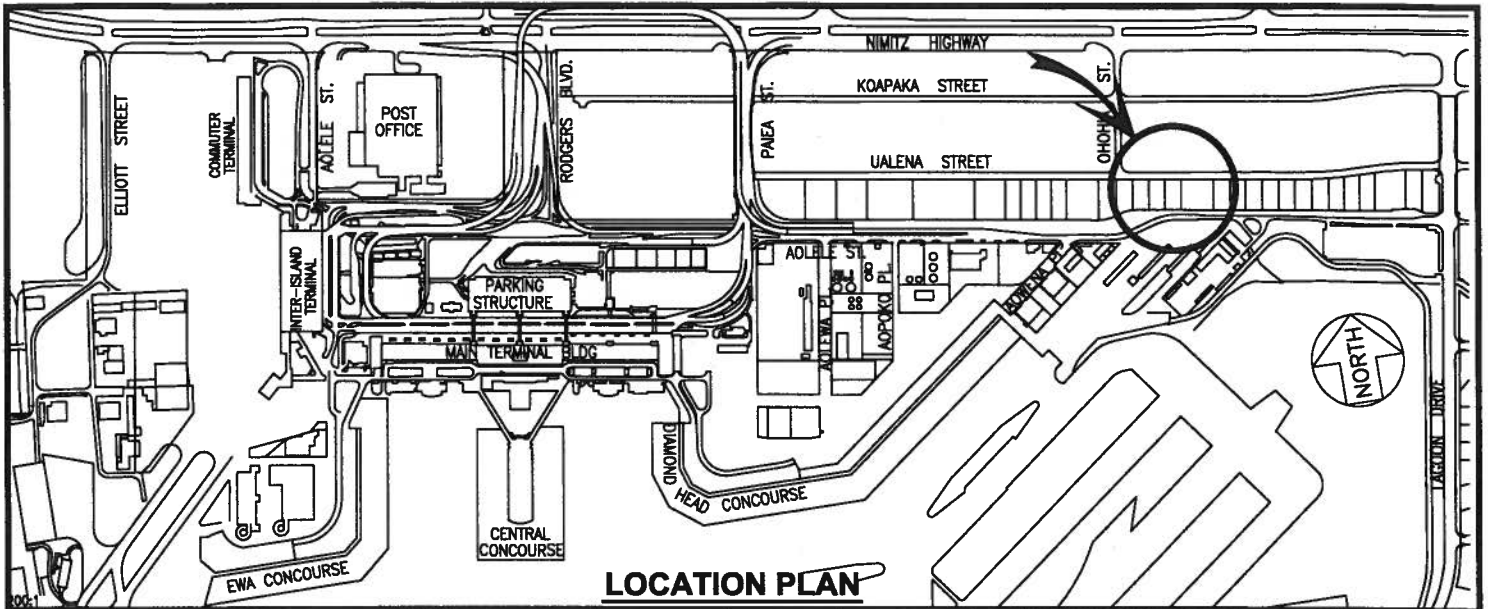 NIMITZ HIGHWAY
KOAPAKA STREET
UALENA STREET
ELLIOTT STREET
COMMUTER
TERMINAL
AOLELE ST.
POST
OFFICE
RODGERS BLVD.
PAIEA ST.
ST.
INTER-ISLAND
TERMINAL
PARKING
STRUCTURE
MAIN TERMINAL BLDG
AOLELE ST.
AOLEWA PL.
AOPOKO PL.
AOWENA PL.
NORTH
LAGOON DRIVE
DIAMOND
HEAD CONCOURSE
CENTRAL
CONCOURSE
EWA CONCOURSE
LOCATION PLAN